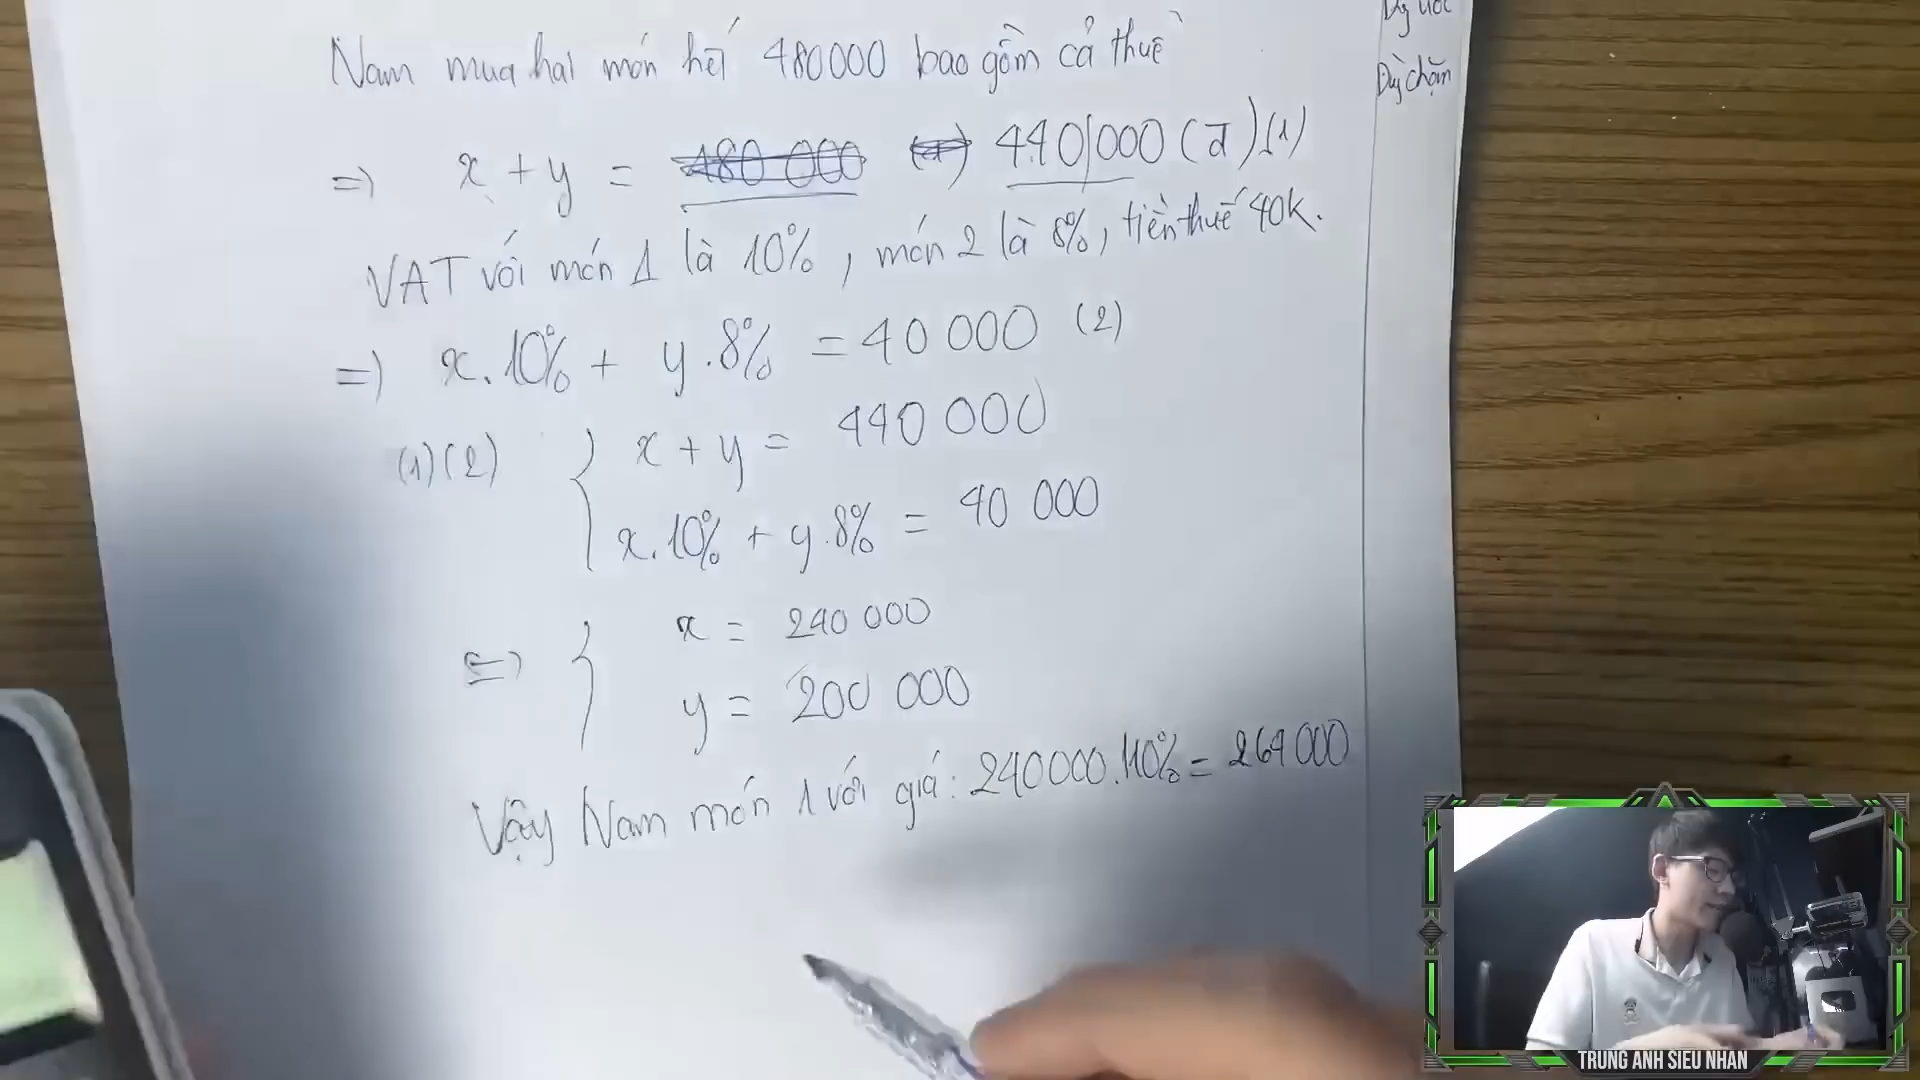 Nam mua hai món hết 480000 bao gồm cả thuế
=> x + y = 480 000 (đ) 440 000 (đ) (1)
VAT với món 1 là 10%, món 2 là 8%, tiền thuế 40k.
=> x.10% + y.8% = 40 000 (2)
(1)(2) { x + y = 440 000
x.10% + y.8% = 40 000
<=> { x = 240 000
y = 200 000
Vậy Nam món 1 với giá: 240000.110% = 264 000
chặn
TRUNG ANH SIEU NHAN